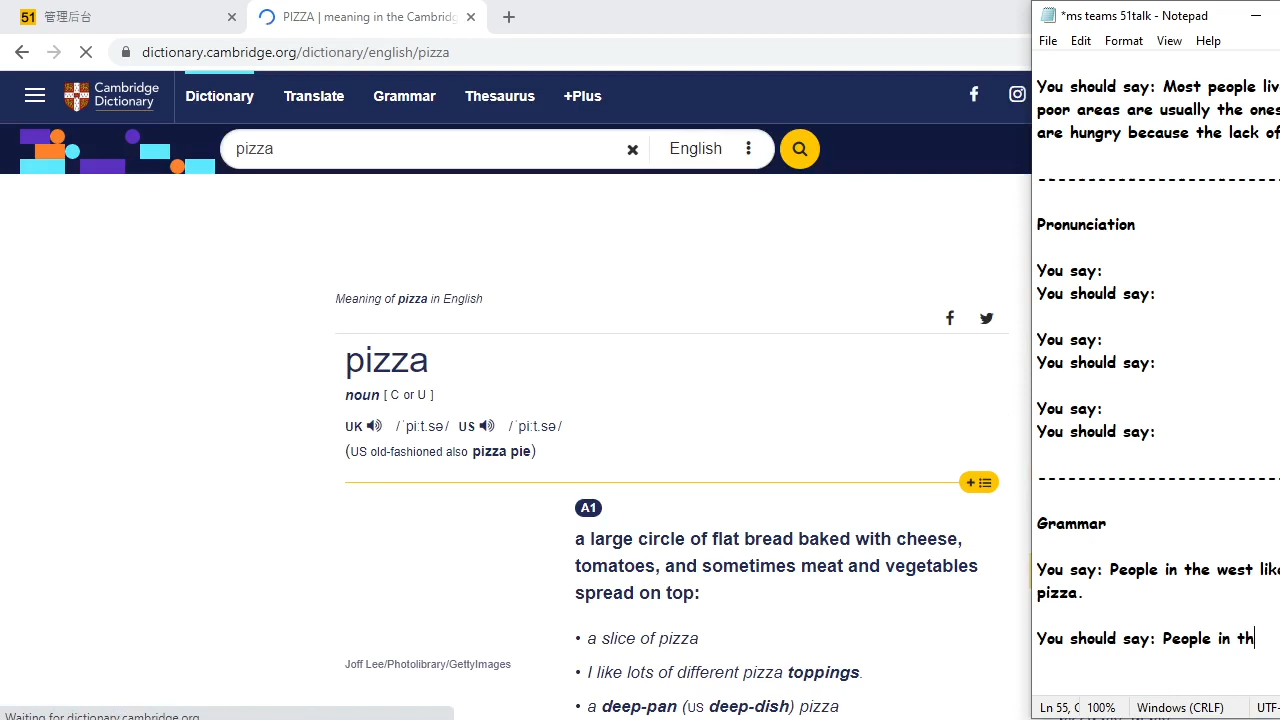 51 管理后台
PIZZA | meaning in the Cambridg
*ms teams 51talk - Notepad
dictionary.cambridge.org/dictionary/english/pizza
File Edit Format View Help
Cambridge
Dictionary
Dictionary Translate Grammar Thesaurus +Plus
pizza
English
Meaning of pizza in English
pizza
noun [ C or U ]
UK /ˈpiːt.sə/ US /ˈpiːt.sə/
(US old-fashioned also pizza pie)
A1
a large circle of flat bread baked with cheese,
tomatoes, and sometimes meat and vegetables
spread on top:
• a slice of pizza
• I like lots of different pizza toppings.
• a deep-pan (us deep-dish) pizza
Joff Lee/Photolibrary/GettyImages
Waiting for dictionary.cambridge.org
You should say: Most people liv
poor areas are usually the ones
are hungry because the lack of
------------------------
Pronunciation
You say:
You should say:
You say:
You should say:
You say:
You should say:
------------------------
Grammar
You say: People in the west like
pizza.
You should say: People in th
Ln 55, C 100% Windows (CRLF) UTF-